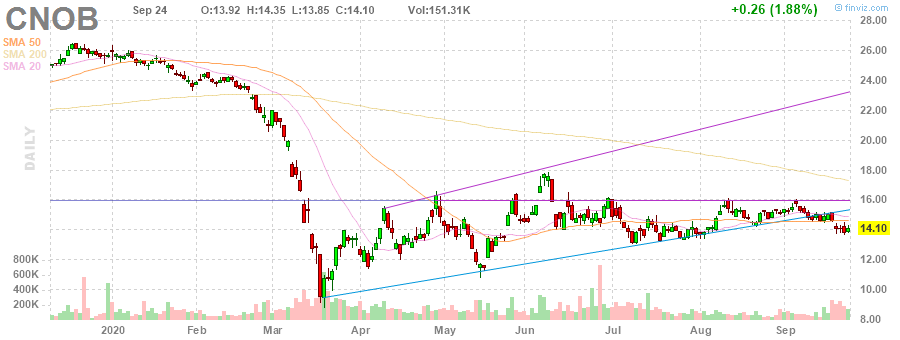 CNOB Sep 24 O:13.92 H:14.35 L:13.85 C:14.10 Vol:151.31K +0.26 (1.88%) © finviz.com
SMA 50
SMA 200
SMA 20
DAILY
28.00
26.00
24.00
22.00
20.00
18.00
16.00
14.10
12.00
10.00
8.00
800K
600K
400K
200K
2020 Feb Mar Apr May Jun Jul Aug Sep